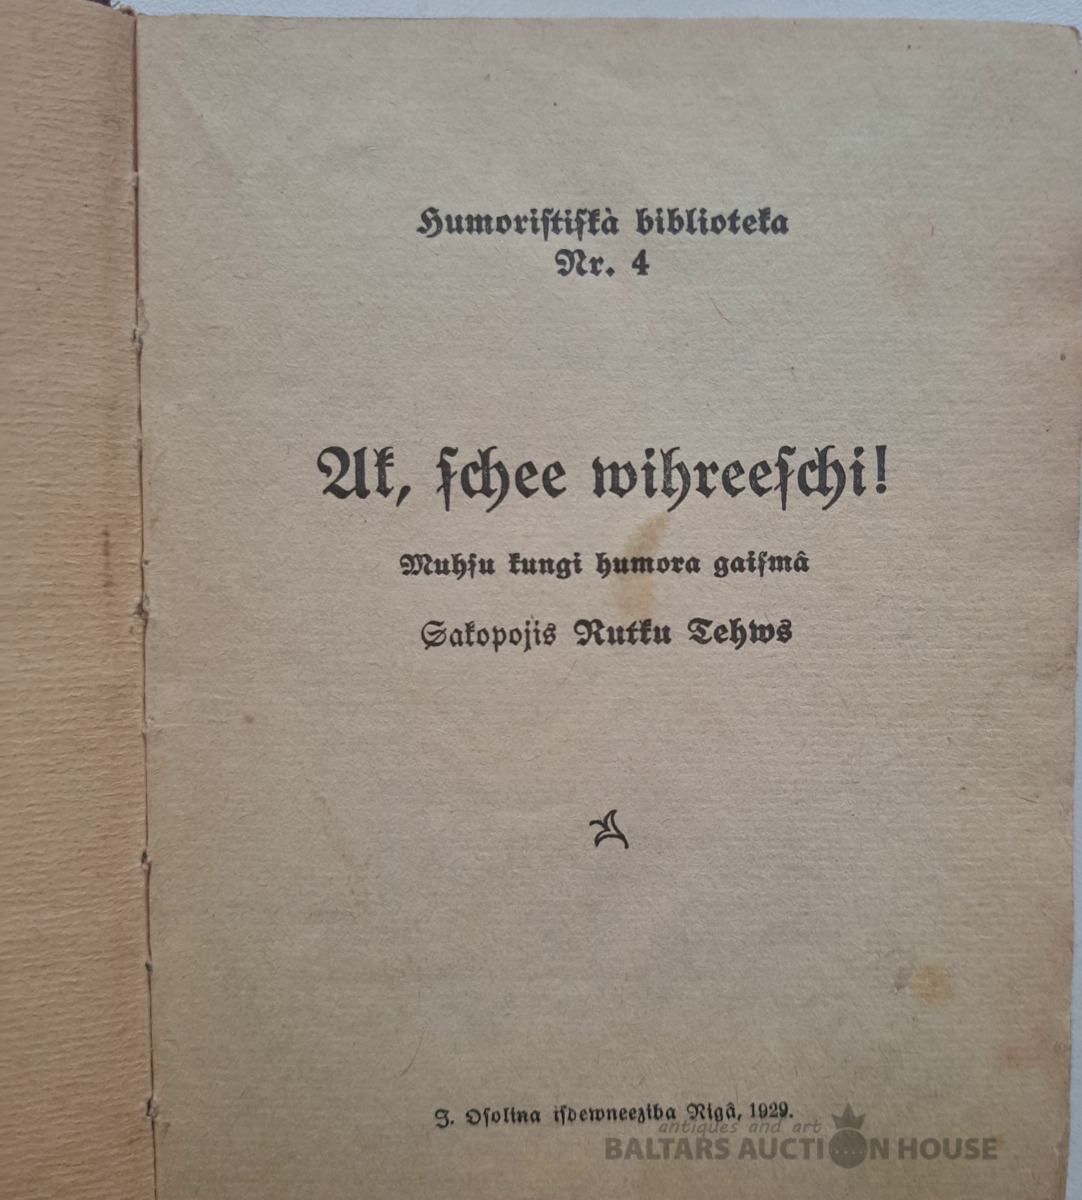 Humoriſtiſkà biblioteka
Nr. 4
Ak, ſchee wihreeſchi!
Muhſu kungi humora gaiſmâ
Sakopojis Rutku Tehws
J. Oſolina iſdewneeziba Rigâ, 1929.
antiques and art
BALTARS AUCTION HOUSE